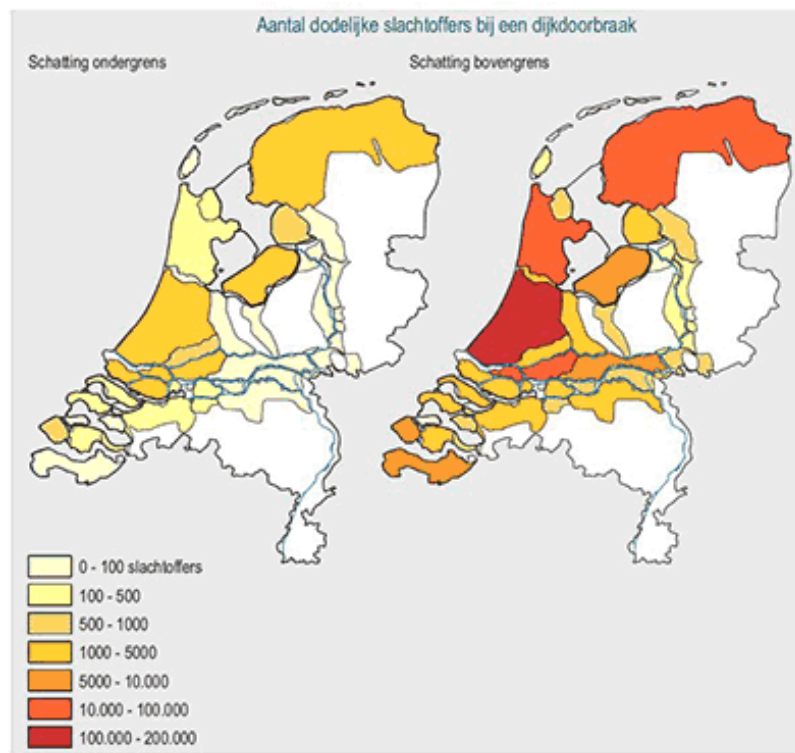 Aantal dodelijke slachtoffers bij een dijkdoorbraak
Schatting ondergrens
Schatting bovengrens
0 - 100 slachtoffers
100 - 500
500 - 1000
1000 - 5000
5000 - 10.000
10.000 - 100.000
100.000 - 200.000